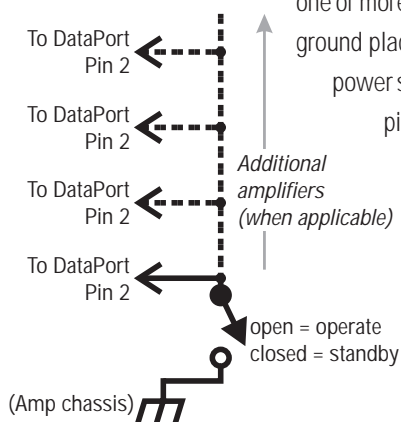 one or more
ground plac
power s
pi
To DataPort
Pin 2
To DataPort
Pin 2
To DataPort
Pin 2
Additional
amplifiers
(when applicable)
To DataPort
Pin 2
open = operate
closed = standby
(Amp chassis)